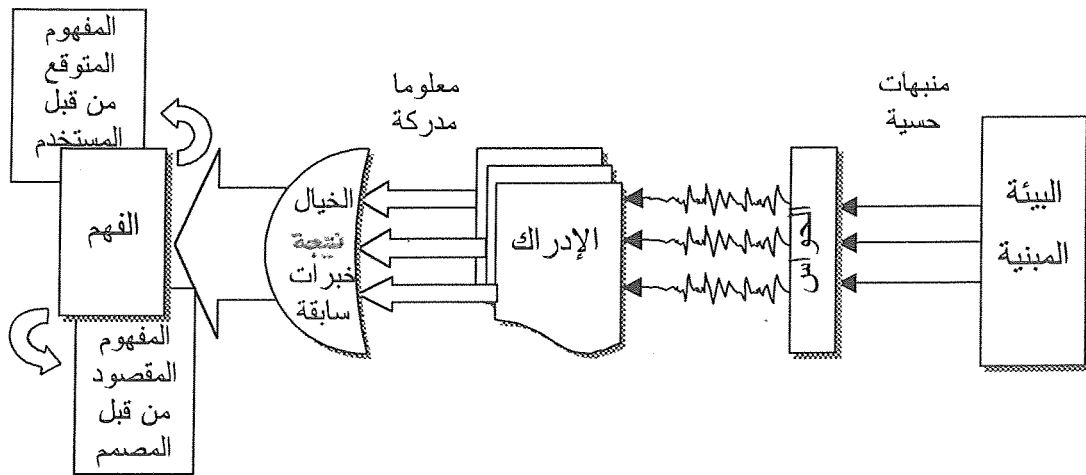 البيئة
المبنية
منبهات
حسية
الحواس
الإدراك
معلوما
مدركة
الخيال
نتيجة
خبرات
سابقة
المفهوم
المتوقع
من قبل
المستخدم
الفهم
المفهوم
المقصود
من قبل
المصمم